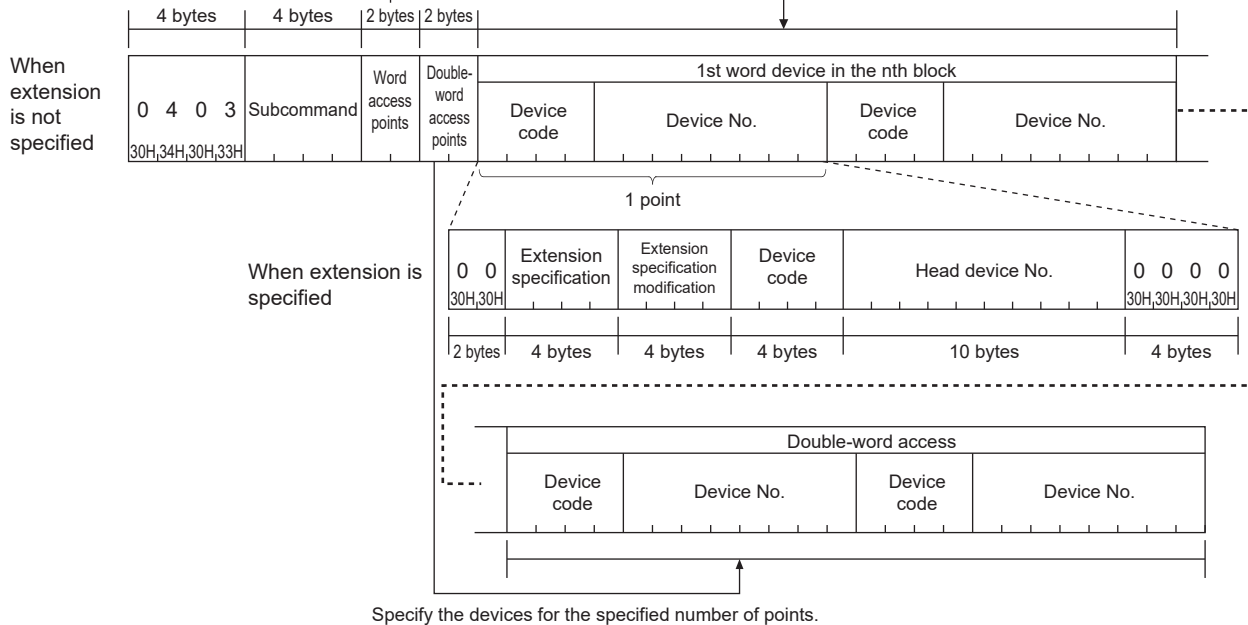 4 bytes 4 bytes 2 bytes 2 bytes
When
extension
is not
specified
0 4 0 3
30H,34H,30H,33H
Subcommand
Word
access
points
Double-
word
access
points
1st word device in the nth block
Device
code
Device No.
Device
code
Device No.
1 point
When extension is
specified
0 0
30H,30H
Extension
specification
Extension
specification
modification
Device
code
Head device No.
0 0 0 0
30H,30H,30H,30H
2 bytes 4 bytes 4 bytes 4 bytes 10 bytes 4 bytes
Double-word access
Device
code
Device No.
Device
code
Device No.
Specify the devices for the specified number of points.